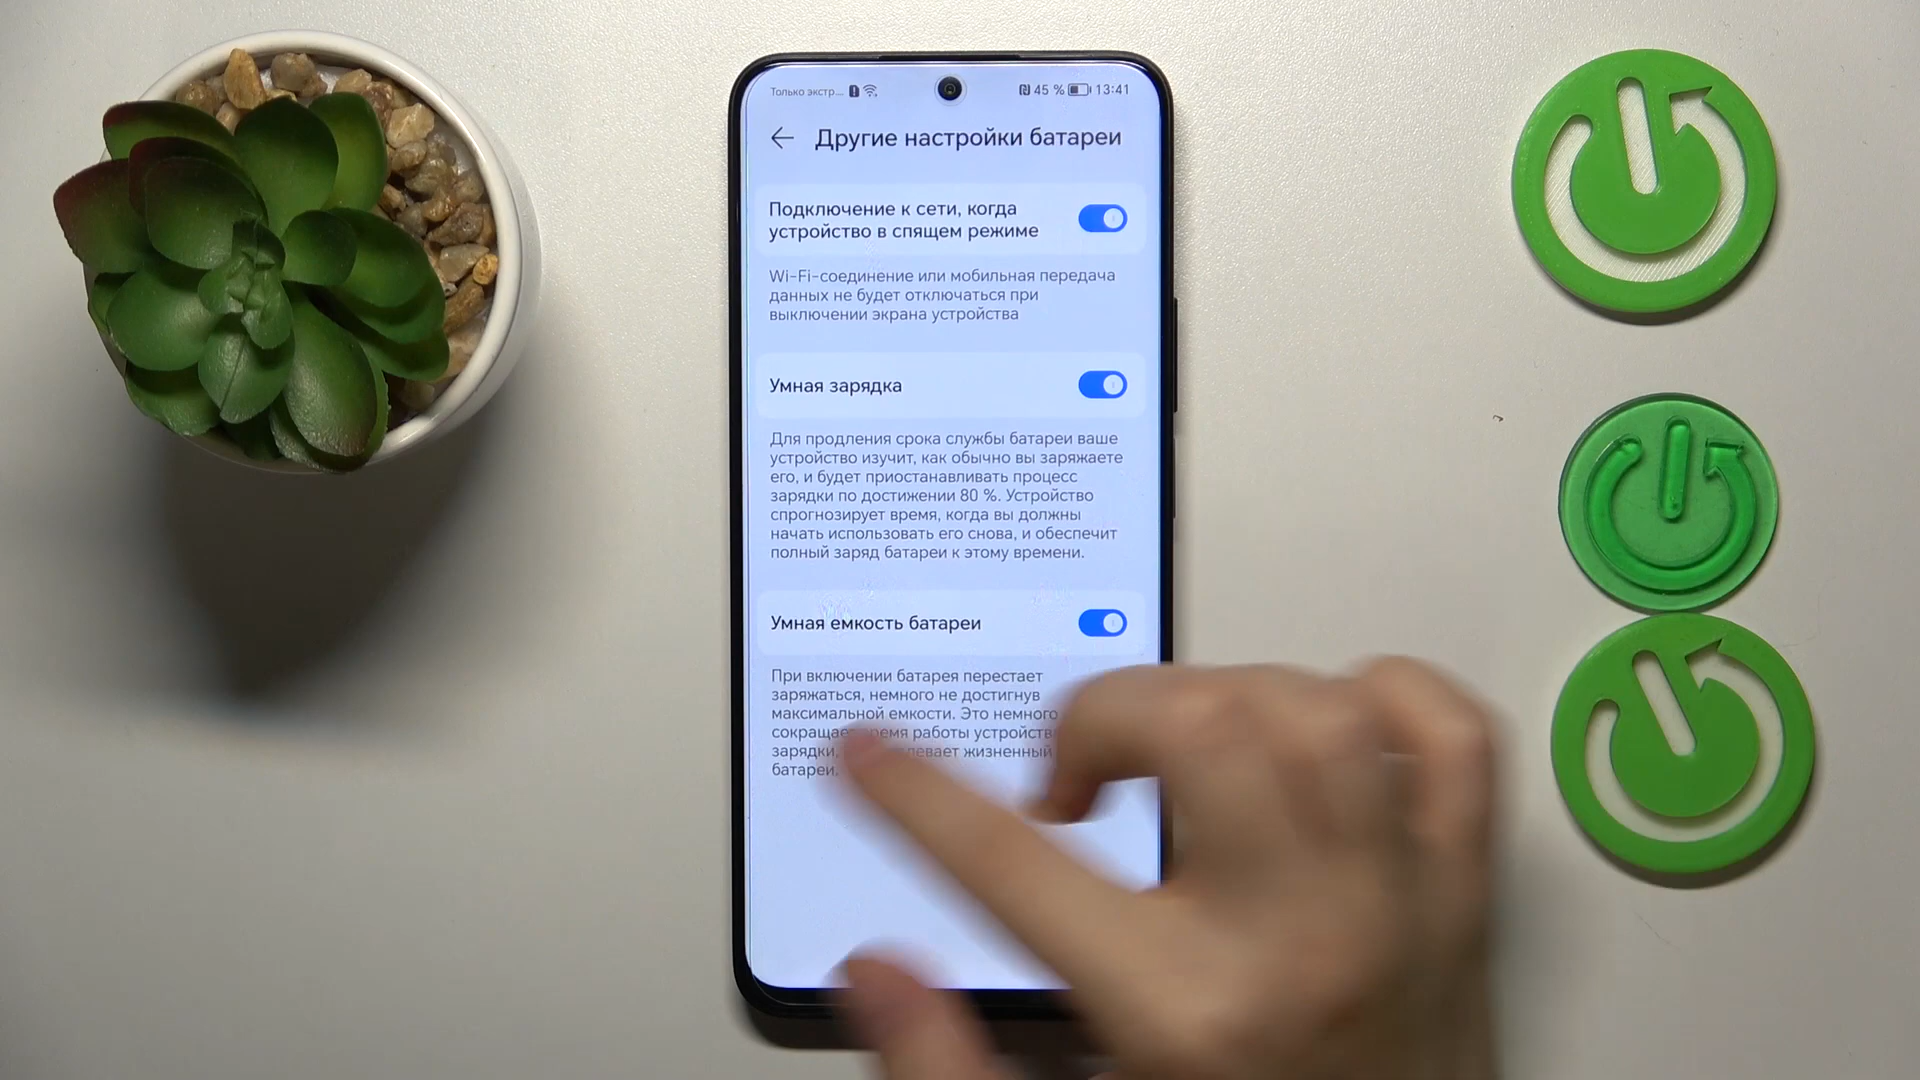 Только экстр... 45 % 13:41
Другие настройки батареи
Подключение к сети, когда
устройство в спящем режиме
Wi-Fi-соединение или мобильная передача
данных не будет отключаться при
выключении экрана устройства
Умная зарядка
Для продления срока службы батареи ваше
устройство изучит, как обычно вы заряжаете
его, и будет приостанавливать процесс
зарядки по достижении 80 %. Устройство
спрогнозирует время, когда вы должны
начать использовать его снова, и обеспечит
полный заряд батареи к этому времени.
Умная емкость батареи
При включении батарея перестает
заряжаться, немного не достигнув
максимальной емкости. Это немного
работы
зарядки, жизненный
батареи.